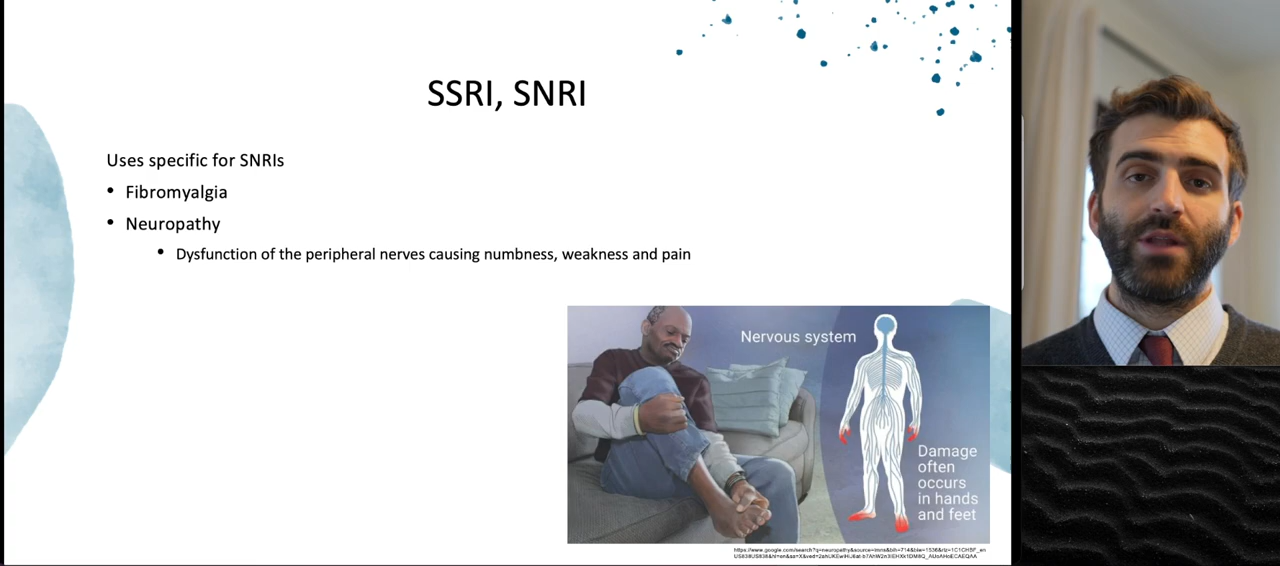 SSRI, SNRI
Uses specific for SNRIs
• Fibromyalgia
• Neuropathy
• Dysfunction of the peripheral nerves causing numbness, weakness and pain
Nervous system
Damage
often
occurs
in hands
and feet